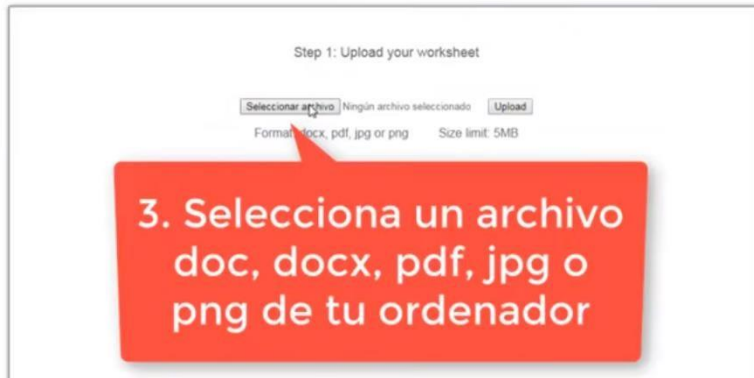 Step 1: Upload your worksheet
Seleccionar archivo Ningún archivo seleccionado Upload
docx, pdf, jpg or png Size limit: 5MB
3. Selecciona un archivo
doc, docx, pdf, jpg o
png de tu ordenador